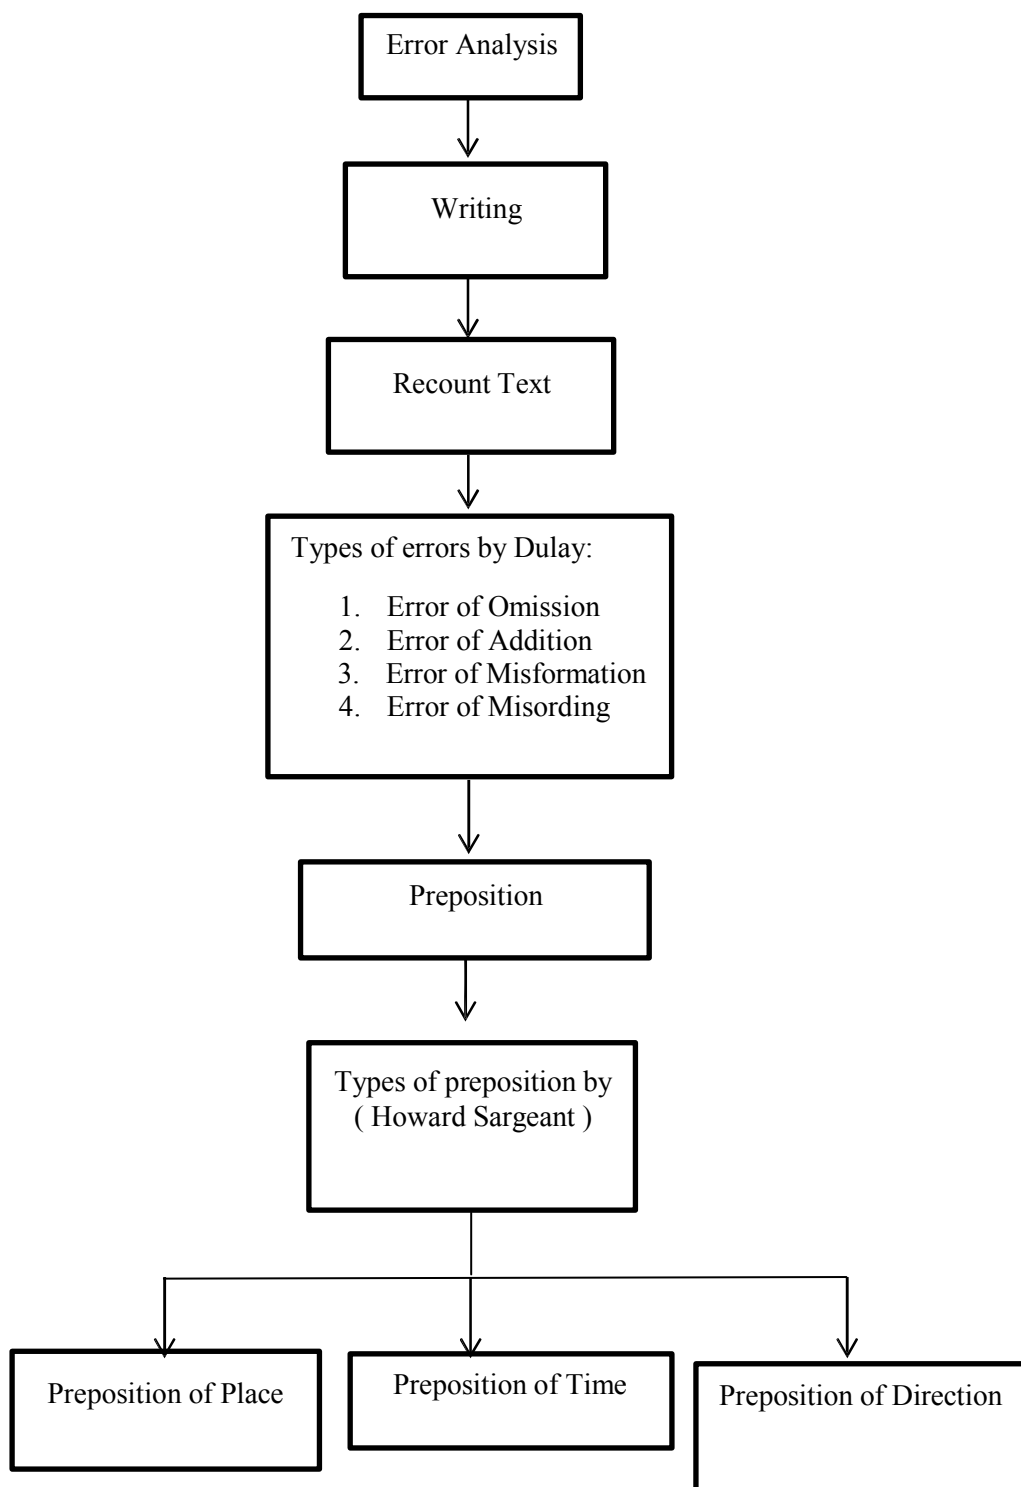 Error Analysis
Writing
Recount Text
Types of errors by Dulay:
1. Error of Omission
2. Error of Addition
3. Error of Misformation
4. Error of Misording
Preposition
Types of preposition by
( Howard Sargeant )
Preposition of Place
Preposition of Time
Preposition of Direction